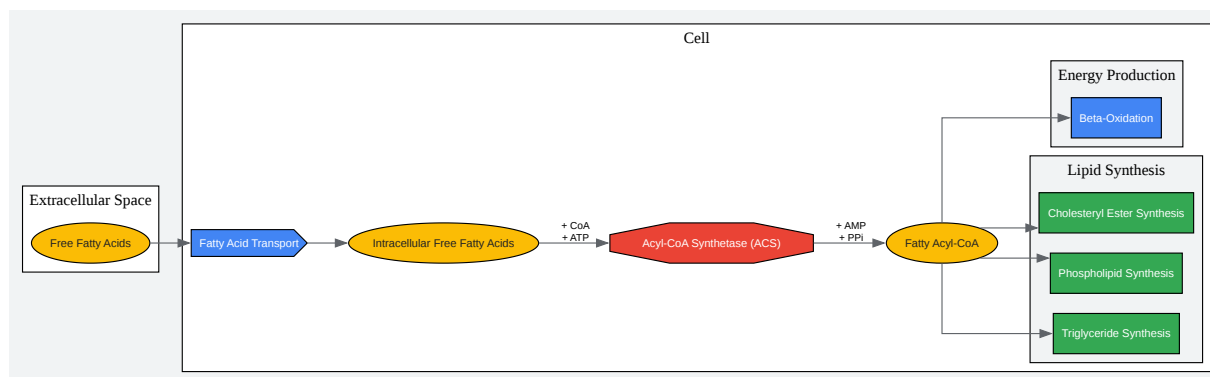 Cell
Energy Production
Beta-Oxidation
Lipid Synthesis
Extracellular Space
Free Fatty Acids
Fatty Acid Transport
Intracellular Free Fatty Acids
+ CoA
+ ATP
Acyl-CoA Synthetase (ACS)
+ AMP
+ PPi
Fatty Acyl-CoA
Cholesteryl Ester Synthesis
Phospholipid Synthesis
Triglyceride Synthesis